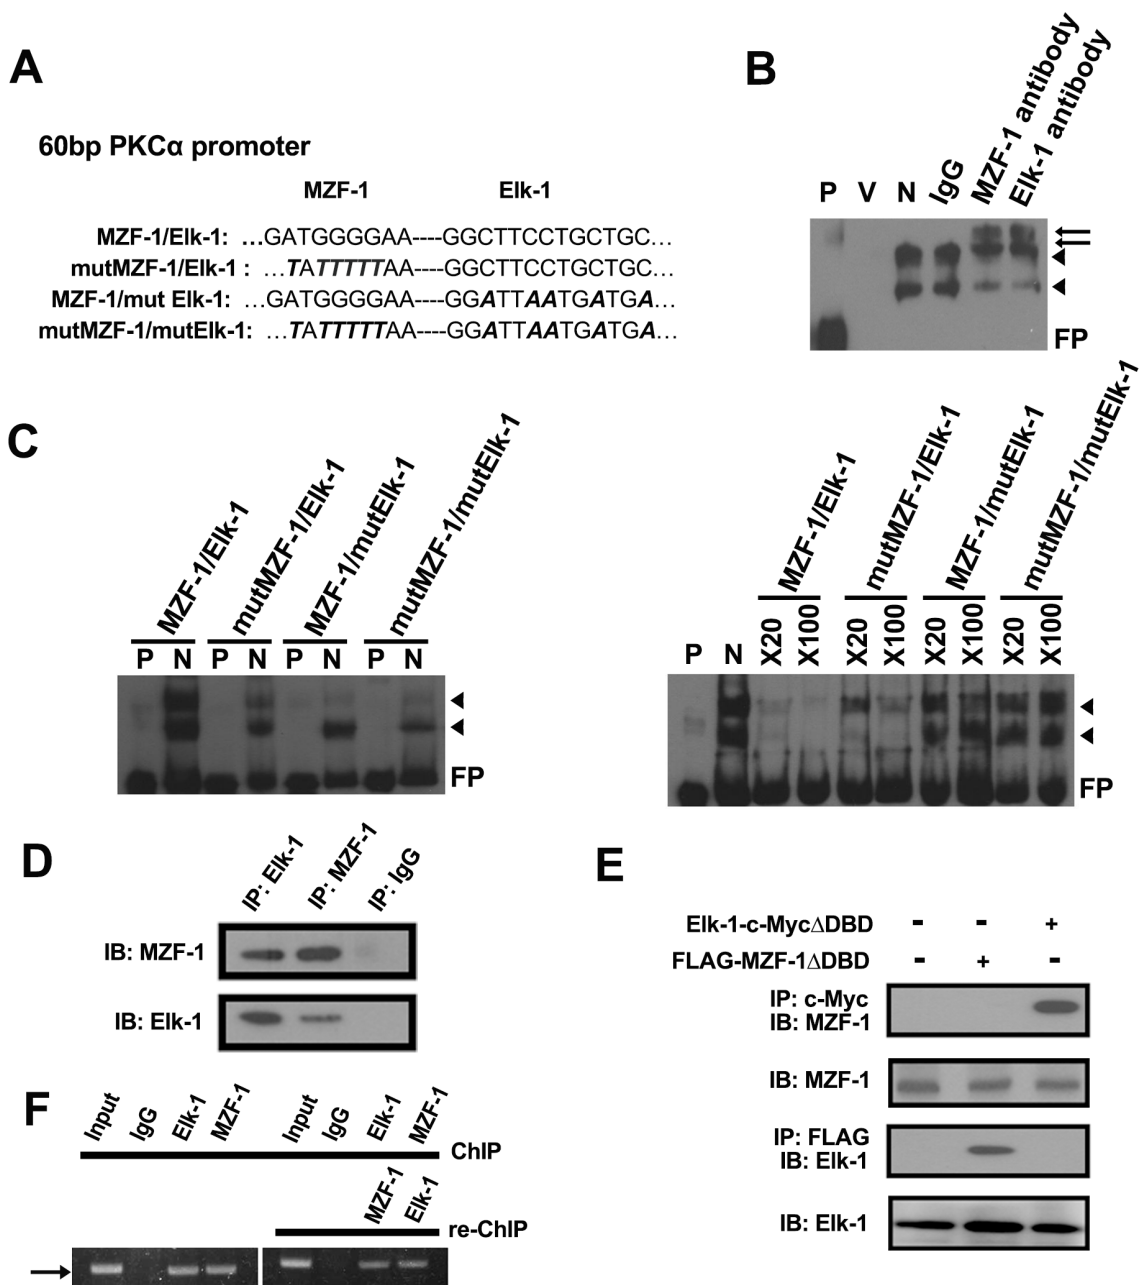 A
60bp PKCα promoter
MZF-1 Elk-1
MZF-1/Elk-1: ...GATGGGGAA----GGCTTCCTGCTGC...
mutMZF-1/Elk-1 : ...TATTTTTAA----GGCTTCCTGCTGC...
MZF-1/mut Elk-1: ...GATGGGGAA----GGATTAATGATGA...
mutMZF-1/mutElk-1: ...TATTTTTAA----GGATTAATGATGA...
B
P V N IgG MZF-1 antibody Elk-1 antibody
FP
C
MZF-1/Elk-1 mutMZF-1/Elk-1 MZF-1/mutElk-1 mutMZF-1/mutElk-1
P N P N P N P N
FP
MZF-1/Elk-1 mutMZF-1/Elk-1 MZF-1/mutElk-1 mutMZF-1/mutElk-1
P N X20 X100 X20 X100 X20 X100 X20 X100
FP
D
IP: Elk-1 IP: MZF-1 IP: IgG
IB: MZF-1
IB: Elk-1
E
Elk-1-c-MycΔDBD - - +
FLAG-MZF-1ΔDBD - + -
IP: c-Myc
IB: MZF-1
IB: MZF-1
IP: FLAG
IB: Elk-1
IB: Elk-1
F
Input IgG Elk-1 MZF-1 Input IgG Elk-1 MZF-1
ChIP
MZF-1 Elk-1
re-ChIP